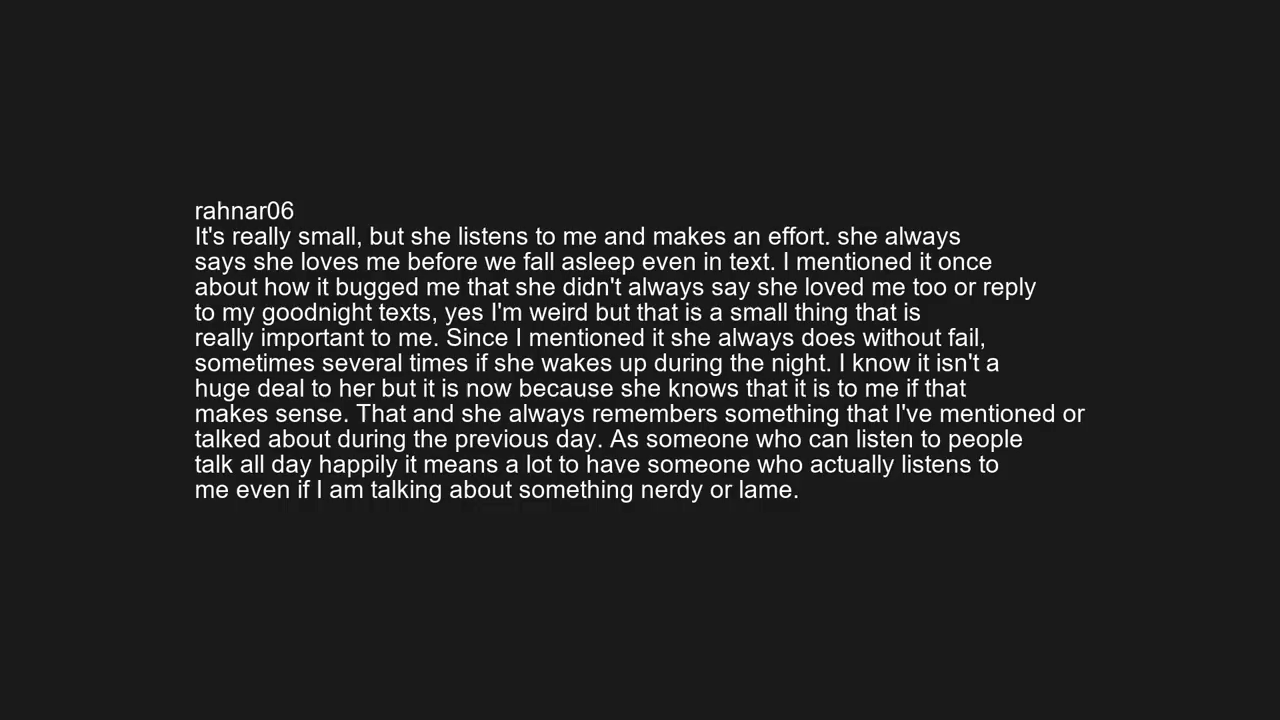 rahnar06
It's really small, but she listens to me and makes an effort. she always
says she loves me before we fall asleep even in text. I mentioned it once
about how it bugged me that she didn't always say she loved me too or reply
to my goodnight texts, yes I'm weird but that is a small thing that is
really important to me. Since I mentioned it she always does without fail,
sometimes several times if she wakes up during the night. I know it isn't a
huge deal to her but it is now because she knows that it is to me if that
makes sense. That and she always remembers something that I've mentioned or
talked about during the previous day. As someone who can listen to people
talk all day happily it means a lot to have someone who actually listens to
me even if I am talking about something nerdy or lame.